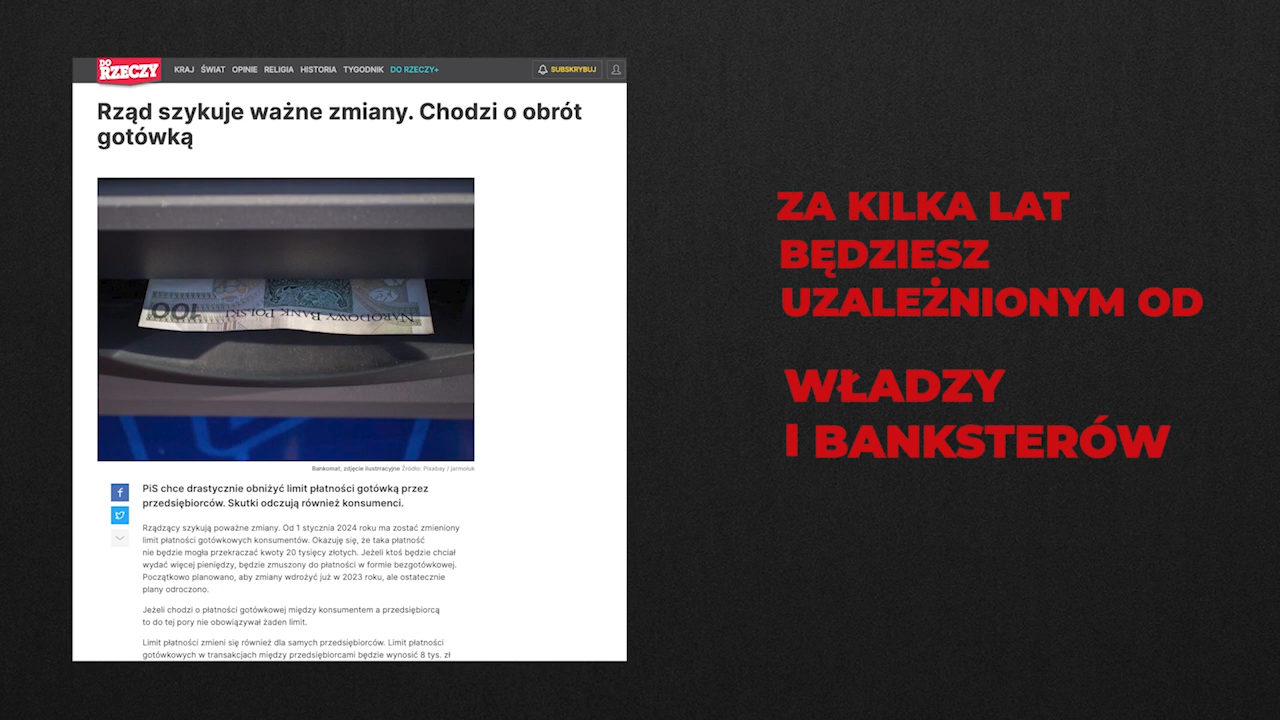 DO RZECZY
KRAJ ŚWIAT OPINIE RELIGIA HISTORIA TYGODNIK DO RZECZY+
SUBSKRYBUJ
Rząd szykuje ważne zmiany. Chodzi o obrót
gotówką
100
NARODOWY BANK POLSKI
Bankomat, zdjęcie ilustracyjne Źródło: Pixabay / jarmoluk
PiS chce drastycznie obniżyć limit płatności gotówką przez
przedsiębiorców. Skutki odczują również konsumenci.
Rządzący szykują poważne zmiany. Od 1 stycznia 2024 roku ma zostać zmieniony
limit płatności gotówkowych konsumentów. Okazuję się, że taka płatność
nie będzie mogła przekraczać kwoty 20 tysięcy złotych. Jeżeli ktoś będzie chciał
wydać więcej pieniędzy, będzie zmuszony do płatności w formie bezgotówkowej.
Początkowo planowano, aby zmiany wdrożyć już w 2023 roku, ale ostatecznie
plany odroczono.
Jeżeli chodzi o płatności gotówkowej między konsumentem a przedsiębiorcą
to do tej pory nie obowiązywał żaden limit.
Limit płatności zmieni się również dla samych przedsiębiorców. Limit płatności
gotówkowych w transakcjach między przedsiębiorcami będzie wynosić 8 tys. zł
ZA KILKA LAT
BĘDZIESZ
UZALEŻNIONYM OD
WŁADZY
I BANKSTERÓW